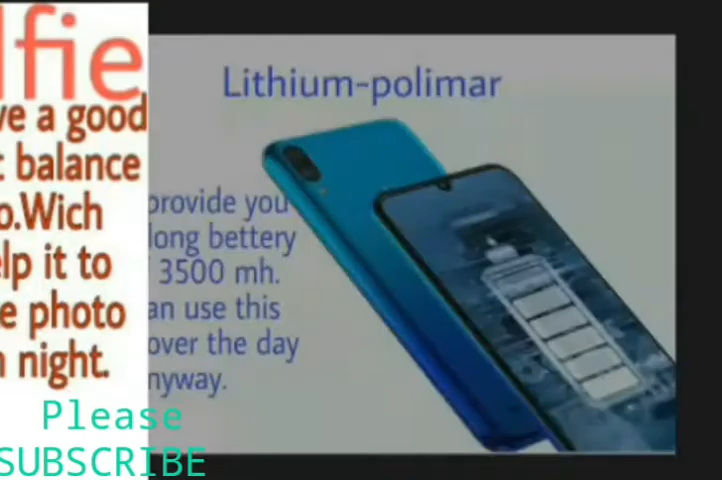 lfie
ve a good
t balance
o.Wich
elp it to
e photo
n night.
Lithium-polimar
provide you
long bettery
3500 mh.
an use this
over the day
nyway.
Please
SUBSCRIBE